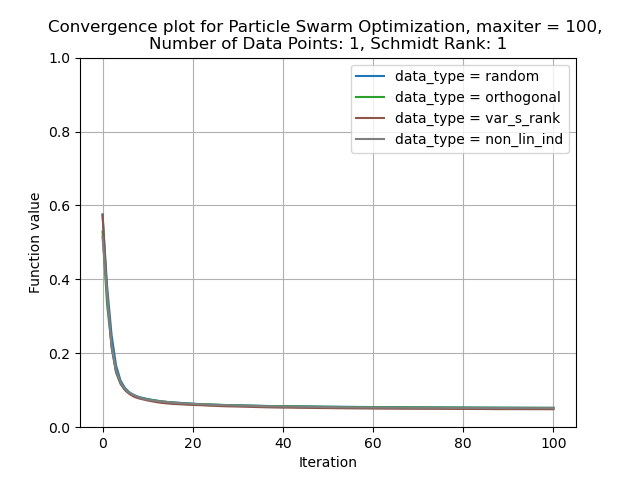 Convergence plot for Particle Swarm Optimization, maxiter = 100,
Number of Data Points: 1, Schmidt Rank: 1
data_type = random
data_type = orthogonal
data_type = var_s_rank
data_type = non_lin_ind
Function value
1.0
0.8
0.6
0.4
0.2
0.0
0 20 40 60 80 100
Iteration